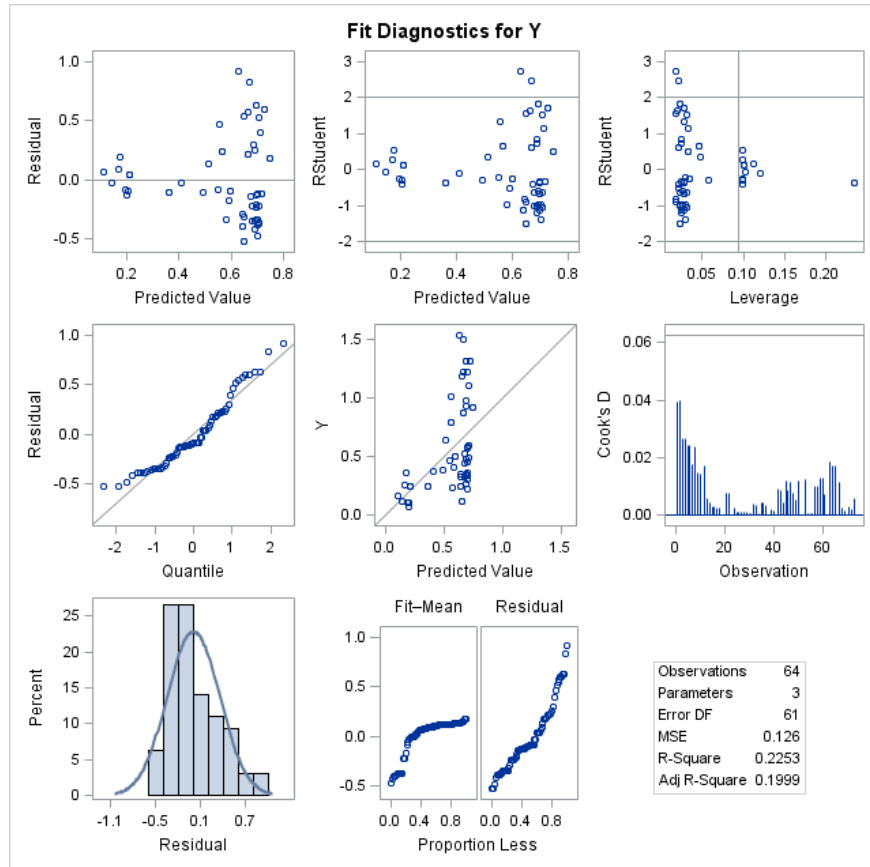 Fit Diagnostics for Y
1.0
0.5
0.0
-0.5
Residual
0.2 0.4 0.6 0.8
Predicted Value
3
2
1
0
-1
-2
RStudent
0.2 0.4 0.6 0.8
Predicted Value
3
2
1
0
-1
-2
RStudent
0.05 0.10 0.15 0.20
Leverage
1.0
0.5
0.0
-0.5
Residual
-2 -1 0 1 2
Quantile
1.5
1.0
0.5
0.0
Y
0.0 0.5 1.0 1.5
Predicted Value
0.06
0.04
0.02
0.00
Cook's D
0 20 40 60
Observation
25
20
15
10
5
0
Percent
-1.1 -0.5 0.1 0.7
Residual
Fit–Mean Residual
1.0
0.5
0.0
-0.5
0.0 0.4 0.8 0.0 0.4 0.8
Proportion Less
Observations 64
Parameters 3
Error DF 61
MSE 0.126
R-Square 0.2253
Adj R-Square 0.1999